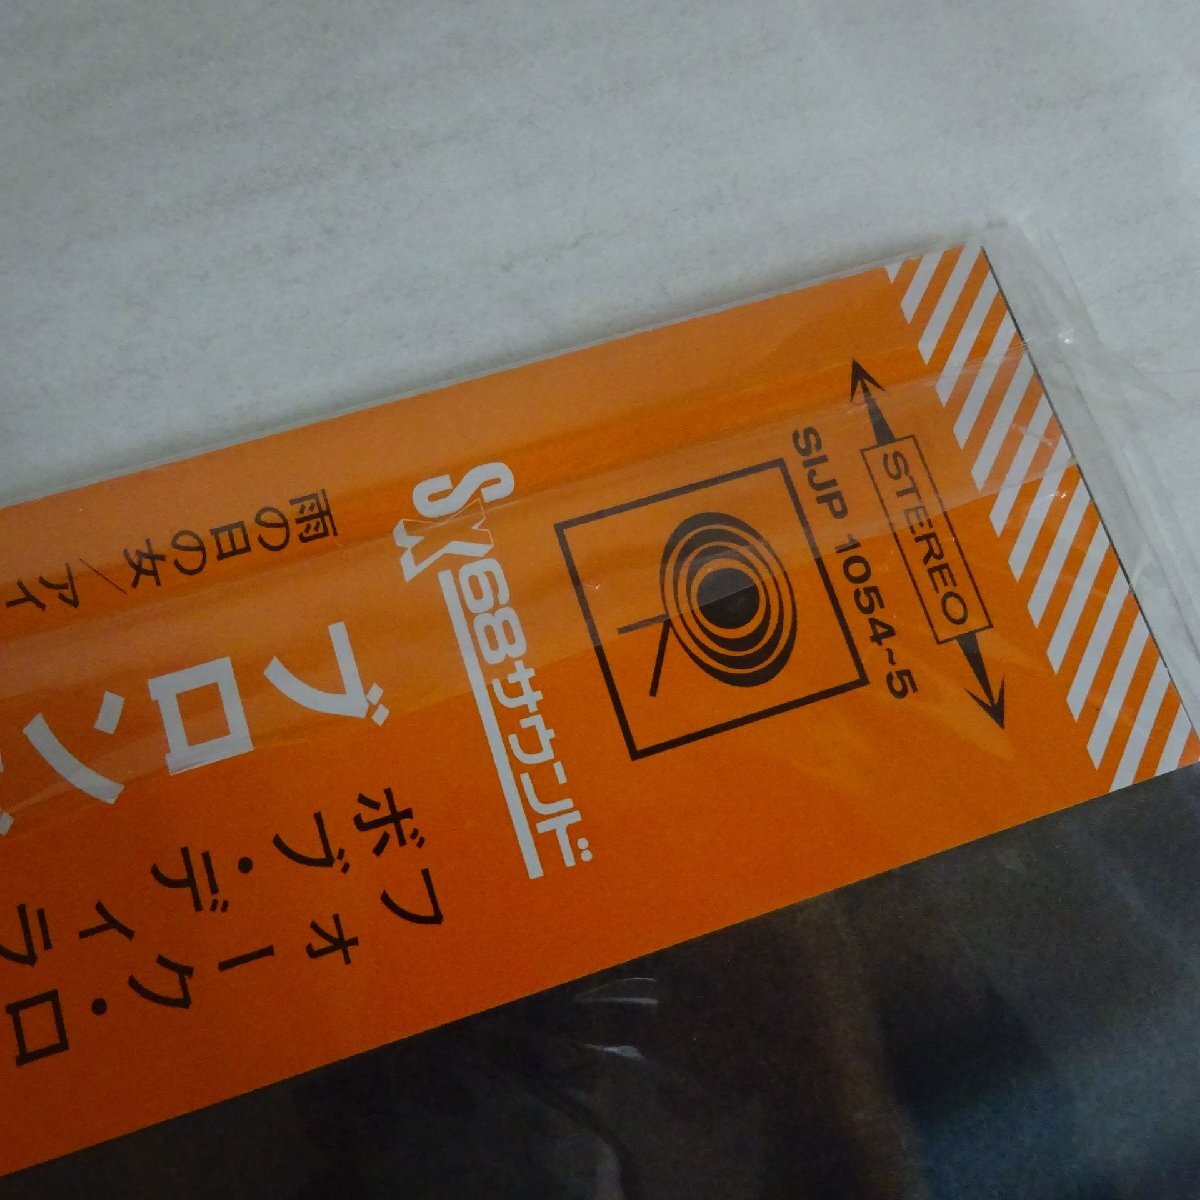 STEREO
SIJP 1054~5
SX68サウンド
フォーク・ロ
ボブ・ディラ
ブロン
雨の日の女/アイ